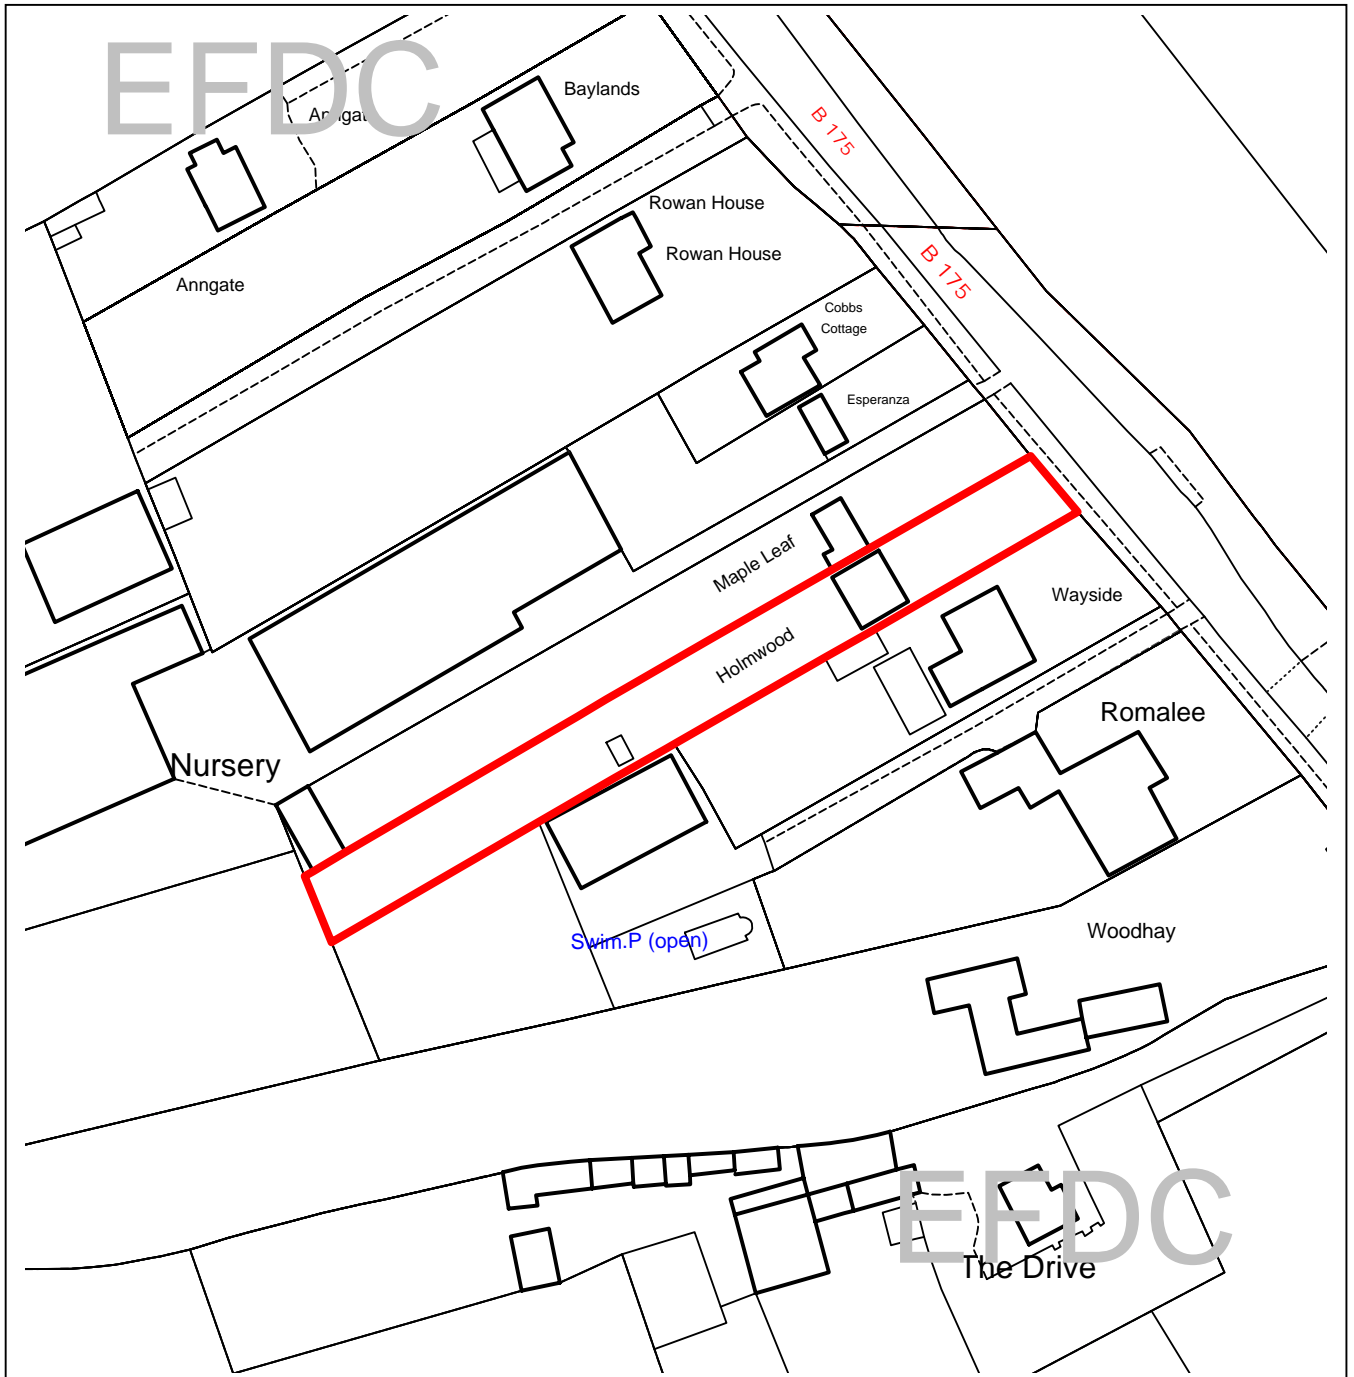 EFDC
Baylands
Anngate
B 175
Rowan House
Rowan House
B 175
Anngate
Cobbs
Cottage
Esperanza
Maple Leaf
Wayside
Holmwood
Romalee
Nursery
Woodhay
Swim.P (open)
EFDC
The Drive